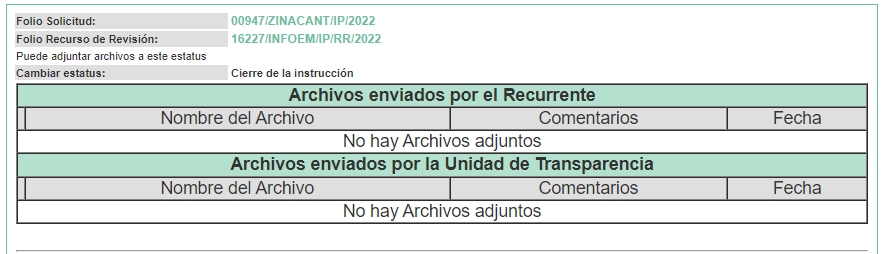 Folio Solicitud: 00947/ZINACANT/IP/2022
Folio Recurso de Revisión: 16227/INFOEM/IP/RR/2022
Puede adjuntar archivos a este estatus
Cambiar estatus: Cierre de la instrucción
Archivos enviados por el Recurrente
Nombre del Archivo Comentarios Fecha
No hay Archivos adjuntos
Archivos enviados por la Unidad de Transparencia
Nombre del Archivo Comentarios Fecha
No hay Archivos adjuntos